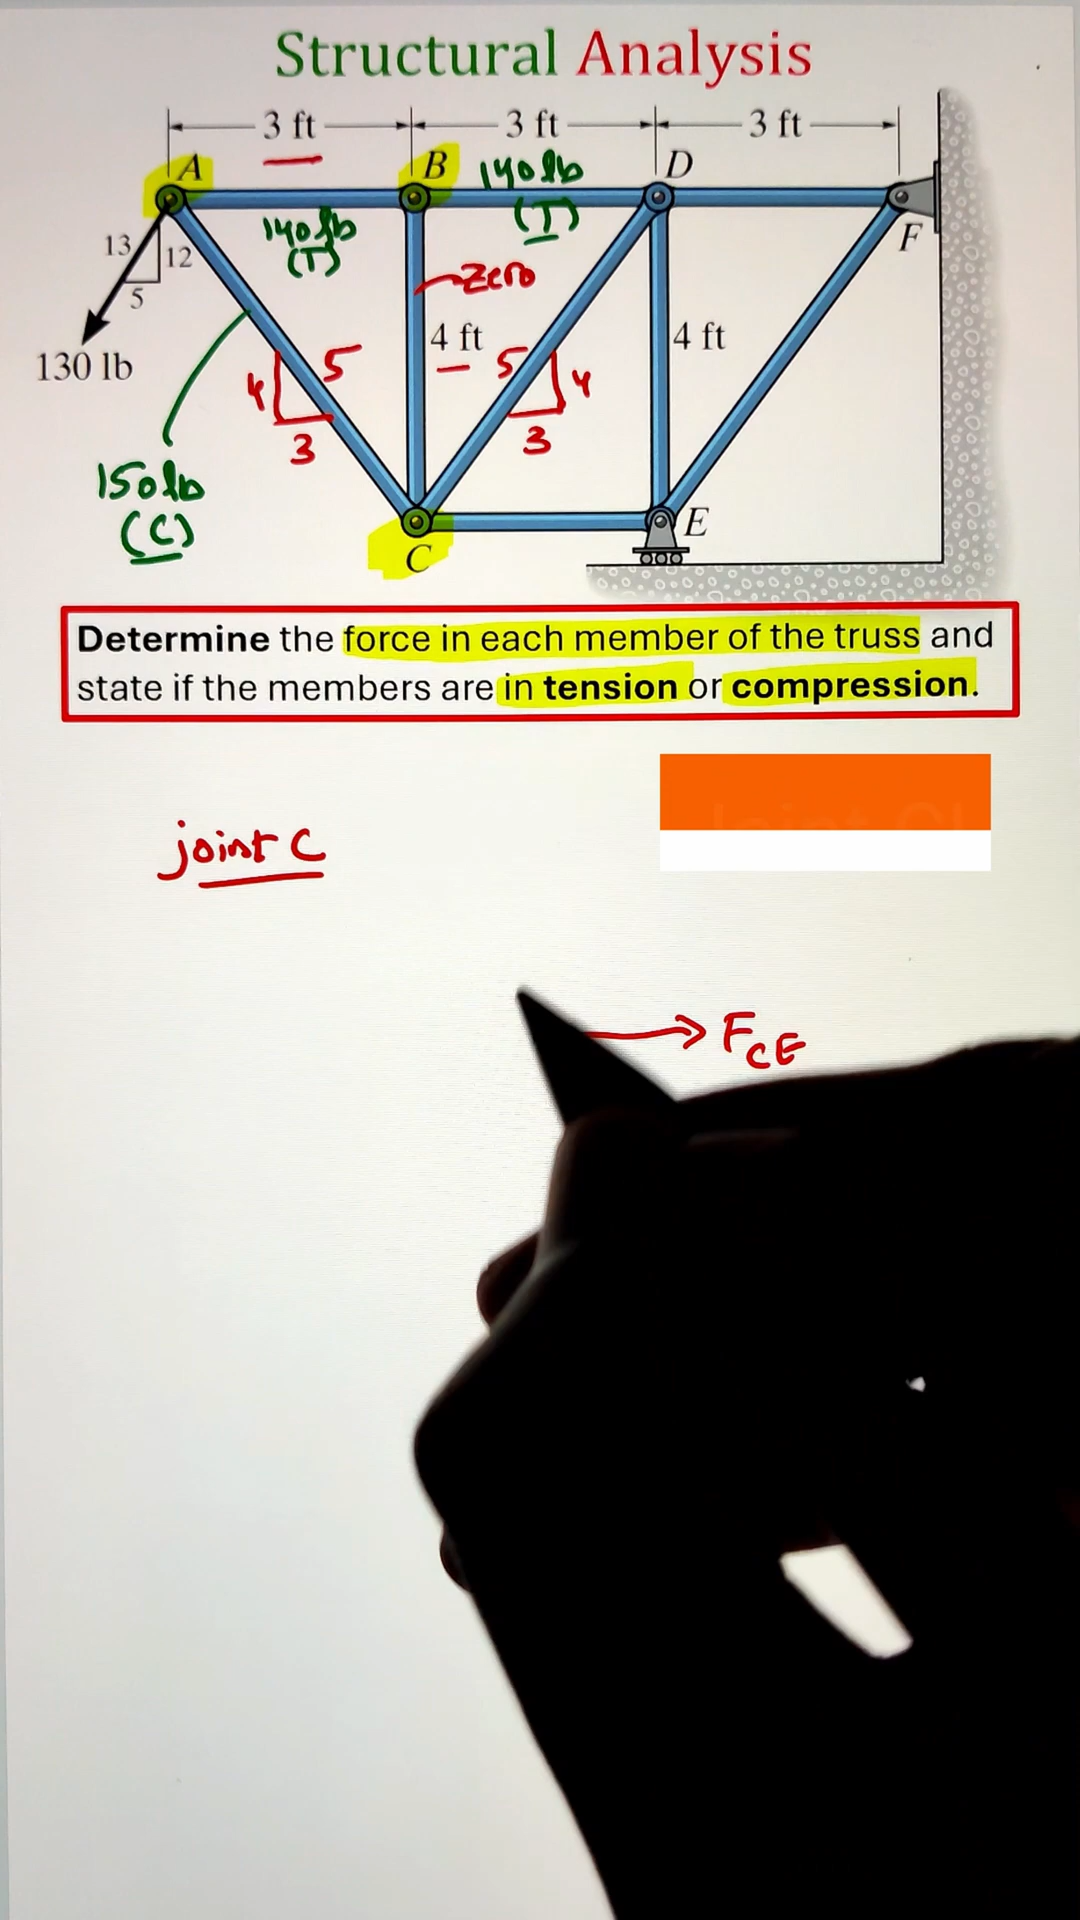 Structural Analysis
3 ft 3 ft 3 ft
A B 140 lb D
(T)
140 lb
(T)
F
13 12
5
zero
130 lb
4 ft
4 ft
4 5
3
5 4
3
150 lb
(C)
C
E
Determine the force in each member of the truss and
state if the members are in tension or compression.
joint C
F CE